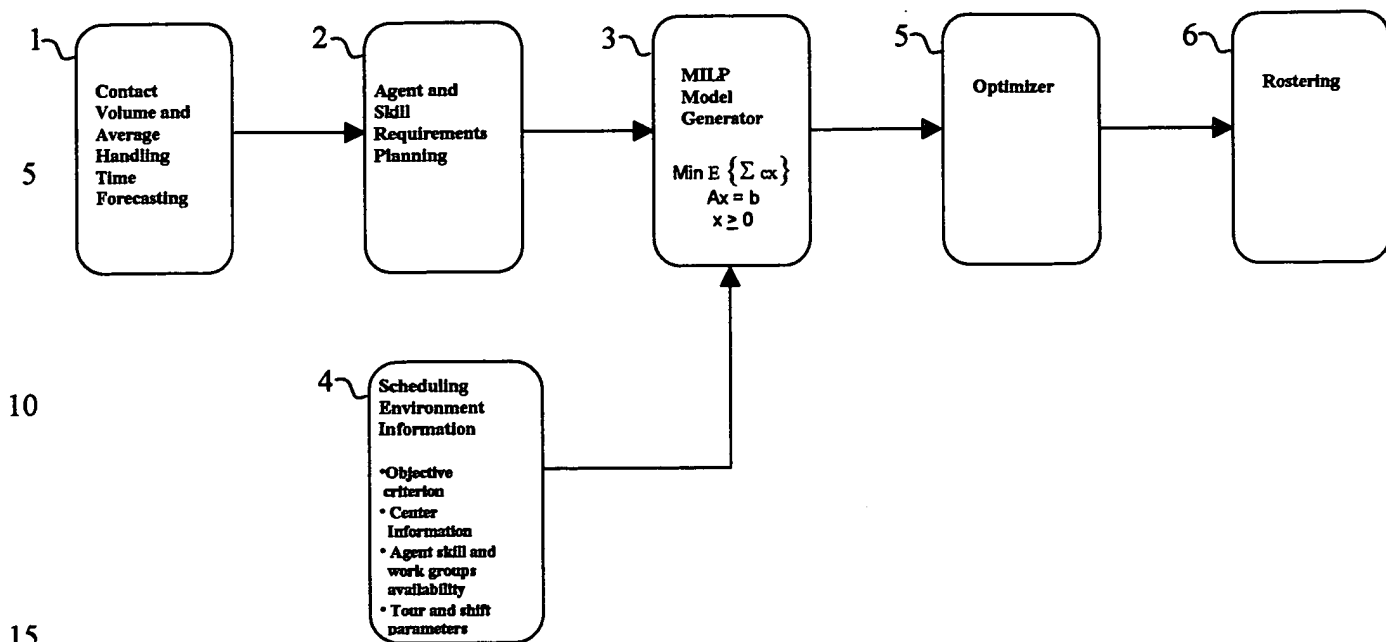 1
Contact
Volume and
Average
Handling
Time
Forecasting
2
Agent and
Skill
Requirements
Planning
3
MILP
Model
Generator
Min E { Σ cx}
Ax = b
x ≥ 0
5
Optimizer
6
Rostering
5
4
Scheduling
Environment
Information
•Objective
criterion
• Center
Information
• Agent skill and
work groups
availability
• Tour and shift
parameters
10
15